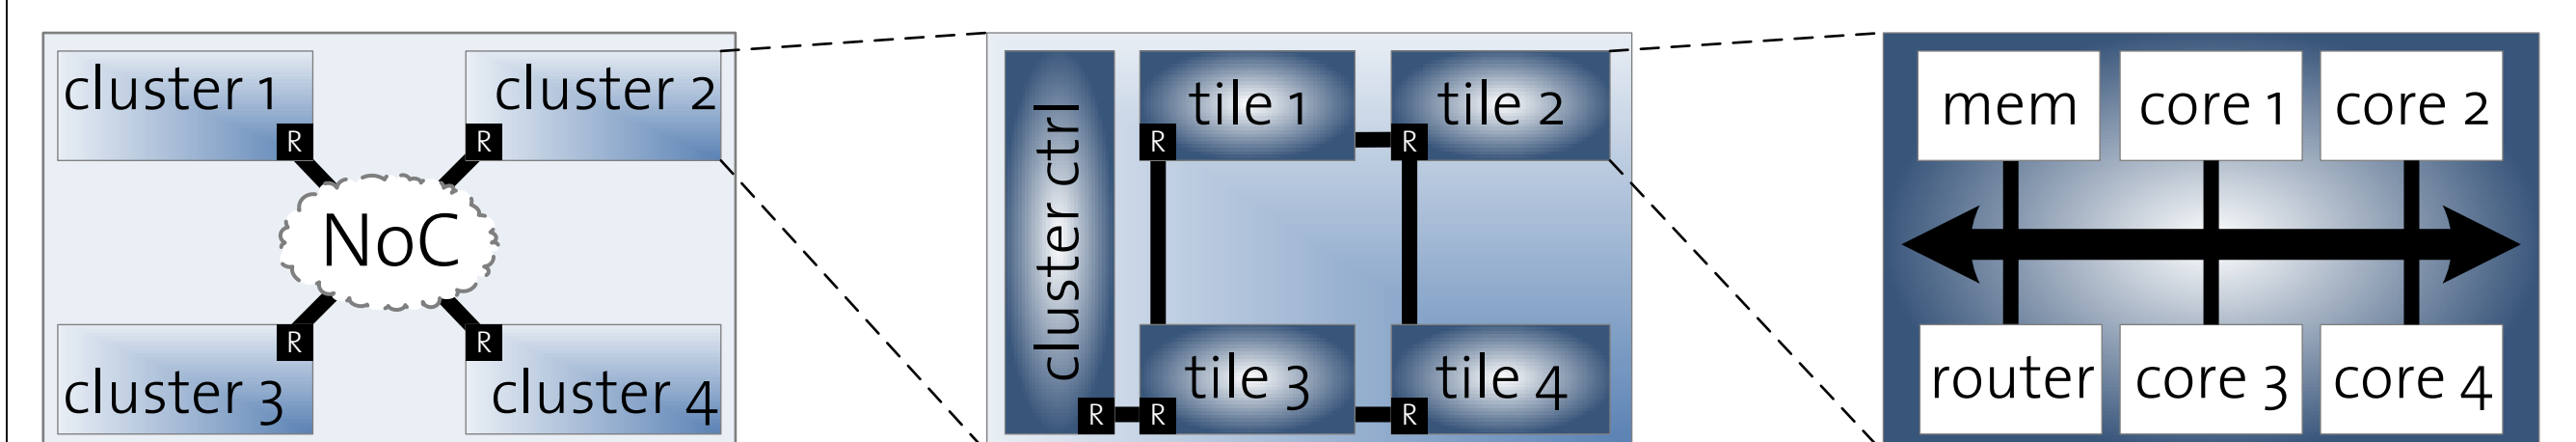 cluster 1
cluster 2
R
R
NoC
R
R
cluster 3
cluster 4
cluster ctrl
tile 1
tile 2
R
R
tile 3
tile 4
R
R
R
mem
core 1
core 2
router
core 3
core 4